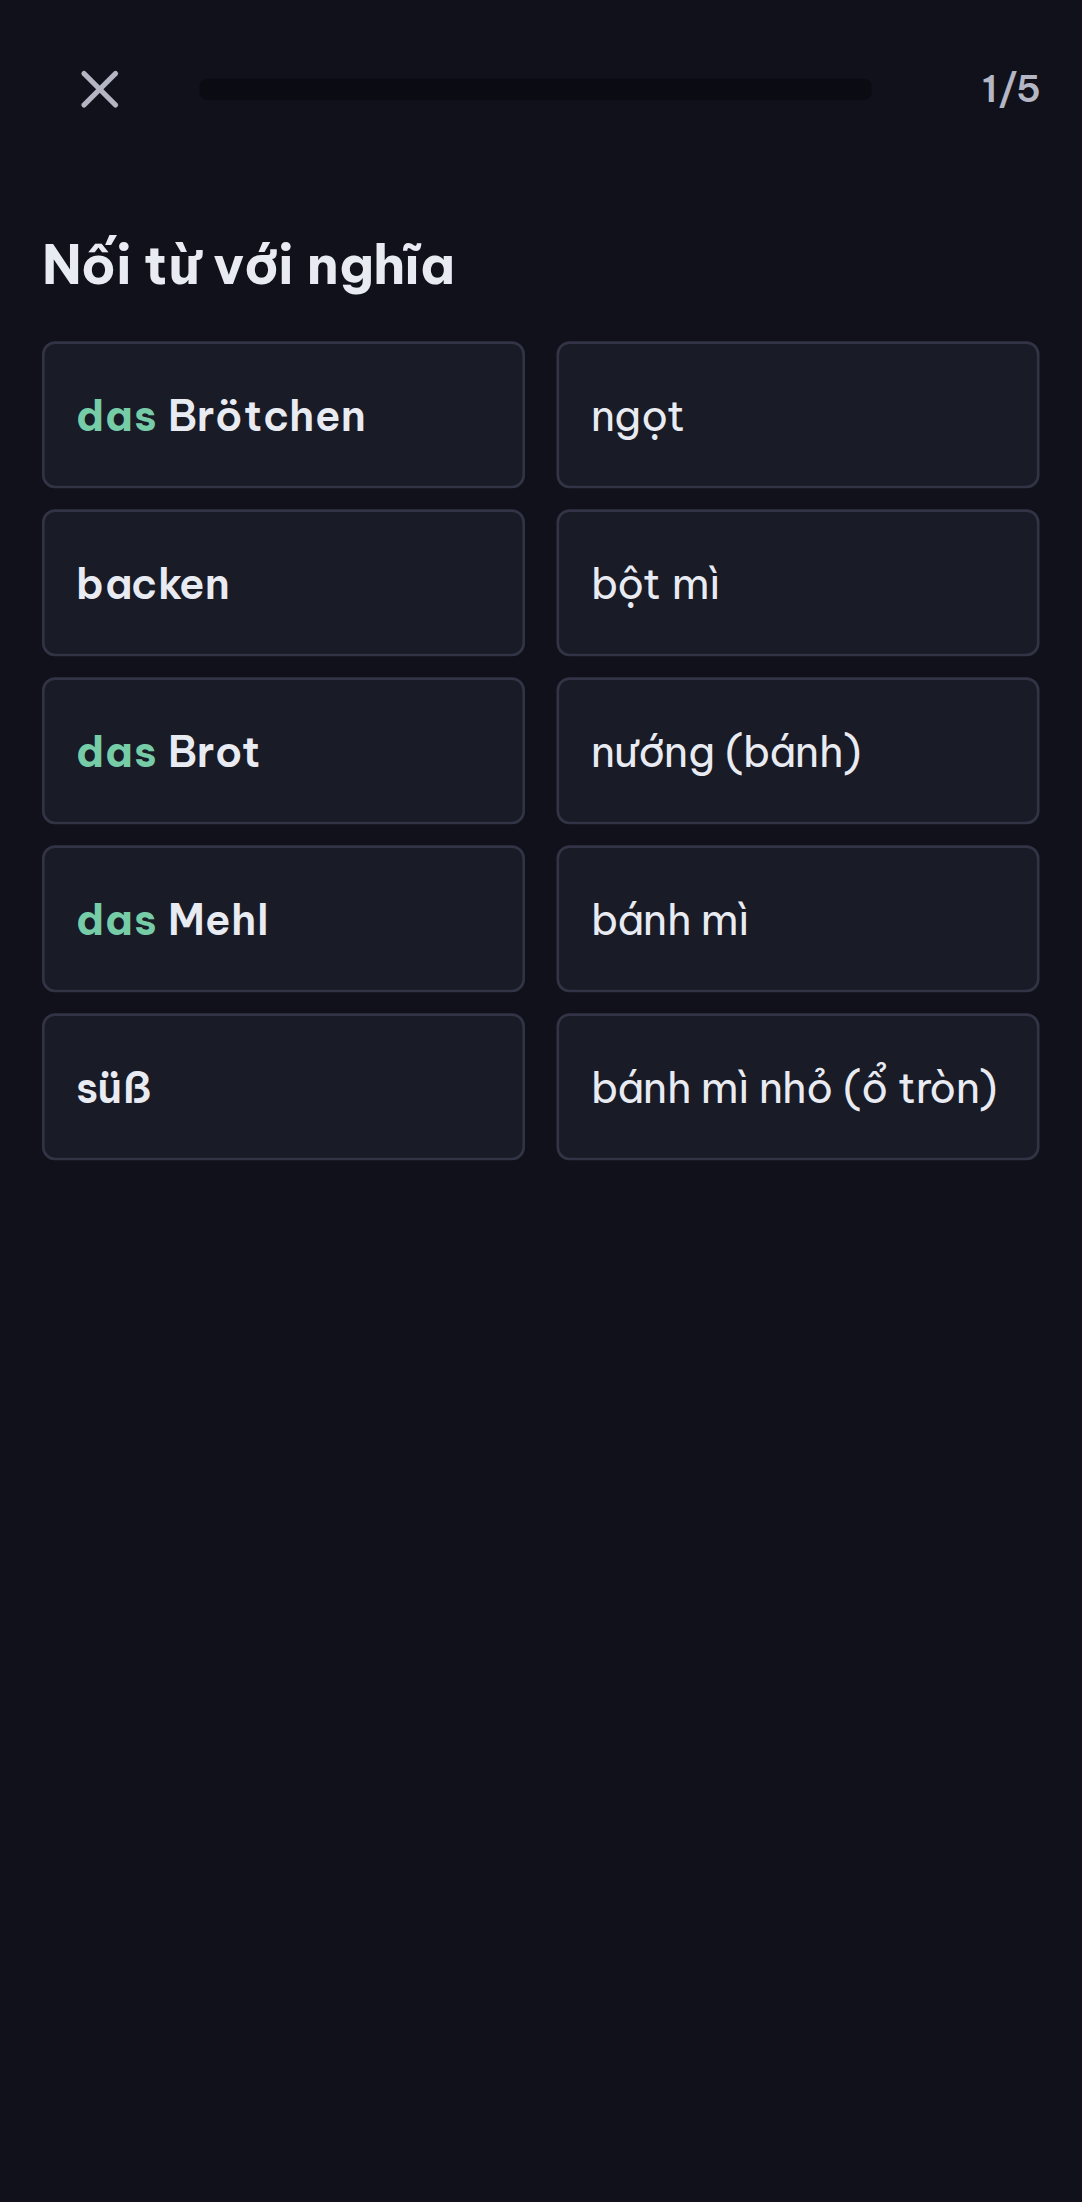 1/5
Nối từ với nghĩa
das Brötchen
ngọt
backen
bột mì
das Brot
nướng (bánh)
das Mehl
bánh mì
süß
bánh mì nhỏ (ổ tròn)